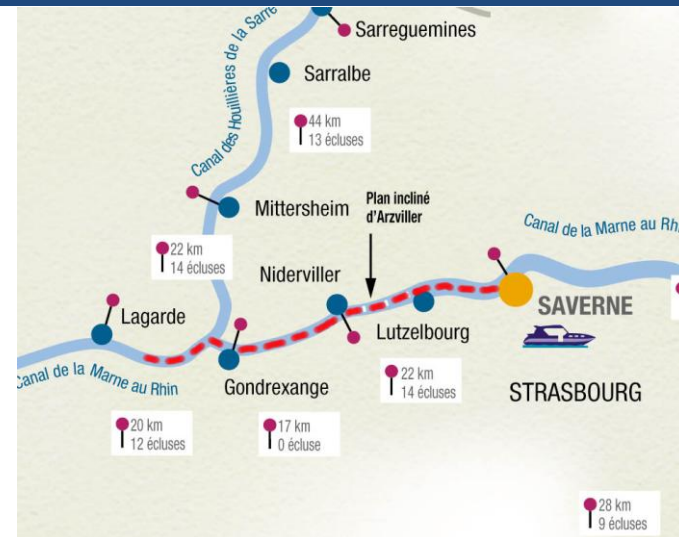 Sarreguemines
Canal des Houillières de la Sarre
Sarralbe
44 km
13 écluses
Mittersheim
Plan incliné
d'Arzviller
Canal de la Marne au Rh
22 km
14 écluses
Niderviller
Lagarde
SAVERNE
Lutzelbourg
Canal de la Marne au Rhin
Gondrexange
22 km
14 écluses
STRASBOURG
20 km
12 écluses
17 km
0 écluse
28 km
9 écluses